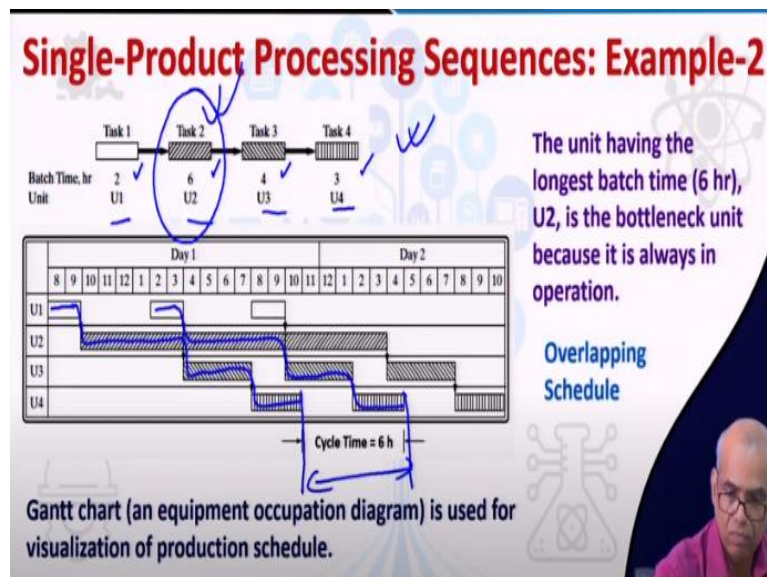 Single-Product Processing Sequences: Example-2
Task 1 Task 2 Task 3 Task 4
Batch Time, hr 2 6 4 3
Unit U1 U2 U3 U4
The unit having the
longest batch time (6 hr),
U2, is the bottleneck unit
because it is always in
operation.
Day 1 Day 2
8 9 10 11 12 1 2 3 4 5 6 7 8 9 10 11 12 1 2 3 4 5 6 7 8 9 10
U1
U2
U3
U4
Overlapping
Schedule
Cycle Time = 6 h
Gantt chart (an equipment occupation diagram) is used for
visualization of production schedule.